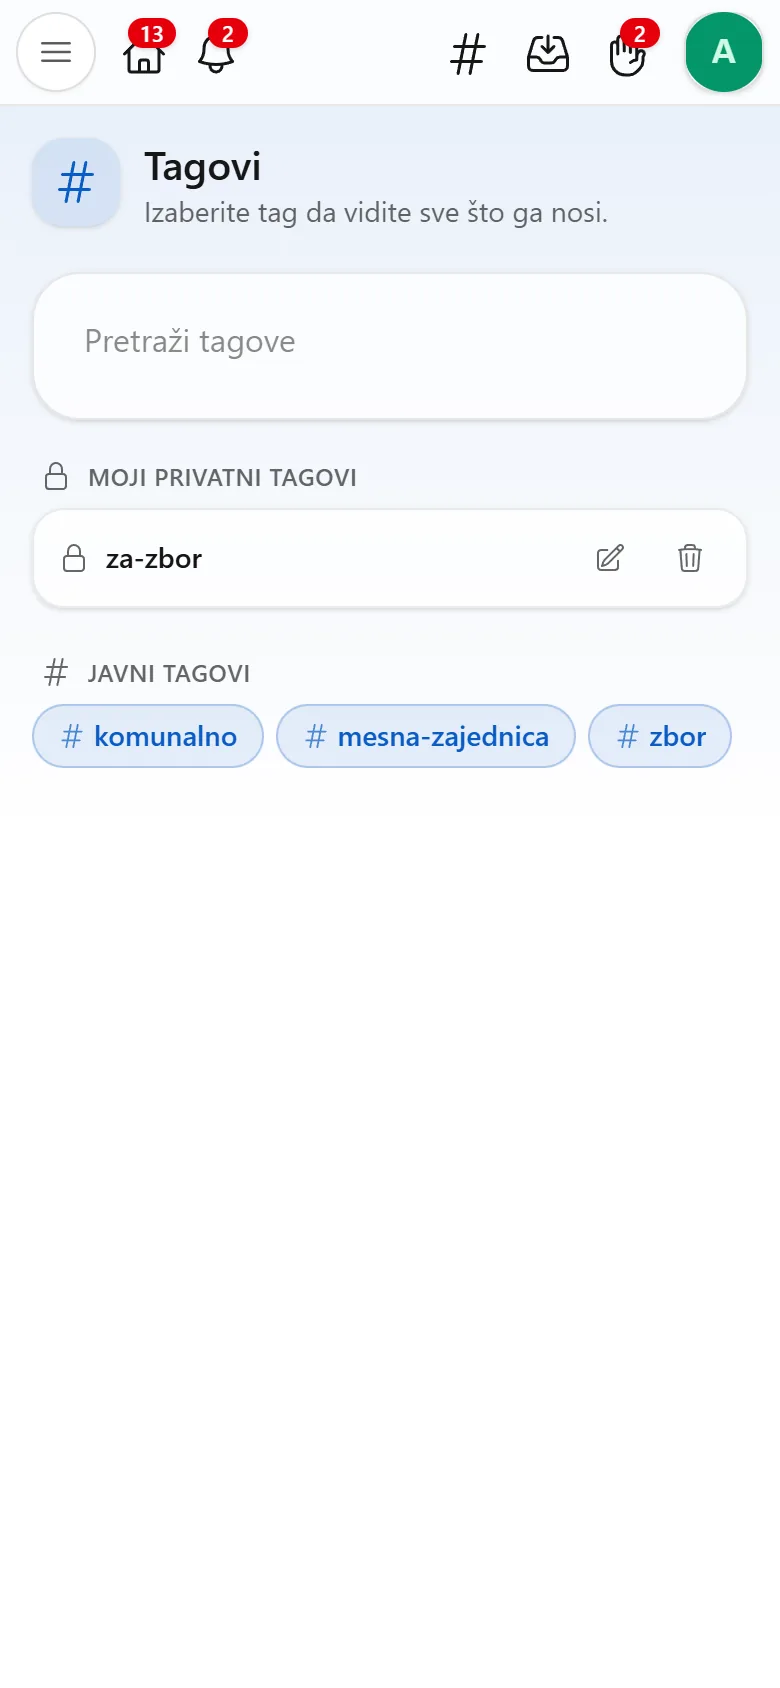 13
2
2
A
Tagovi
Izaberite tag da vidite sve što ga nosi.
Pretraži tagove
MOJI PRIVATNI TAGOVI
za-zbor
# JAVNI TAGOVI
# komunalno # mesna-zajednica # zbor